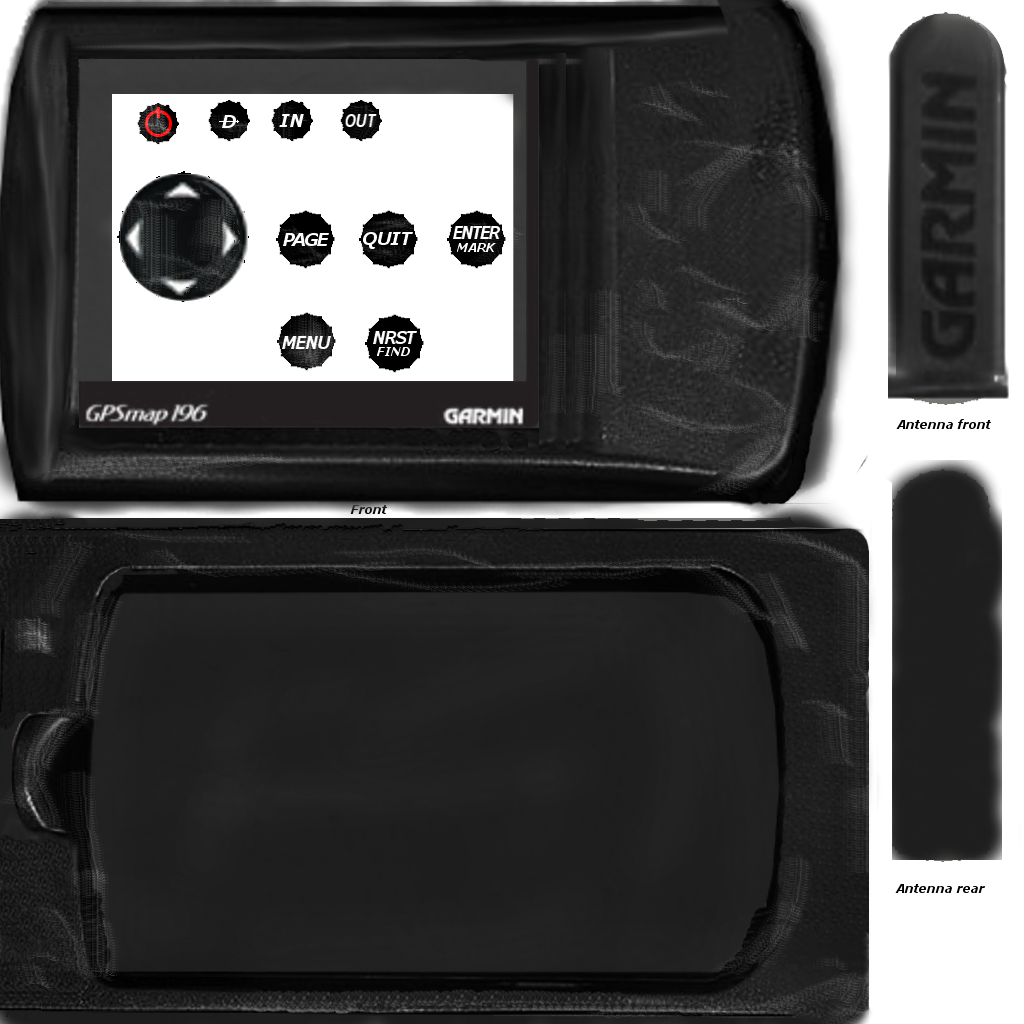 D IN OUT
PAGE QUIT ENTER
MARK
MENU NRST
FIND
GPSmap 196 GARMIN
Front
GARMIN
Antenna front
Antenna rear